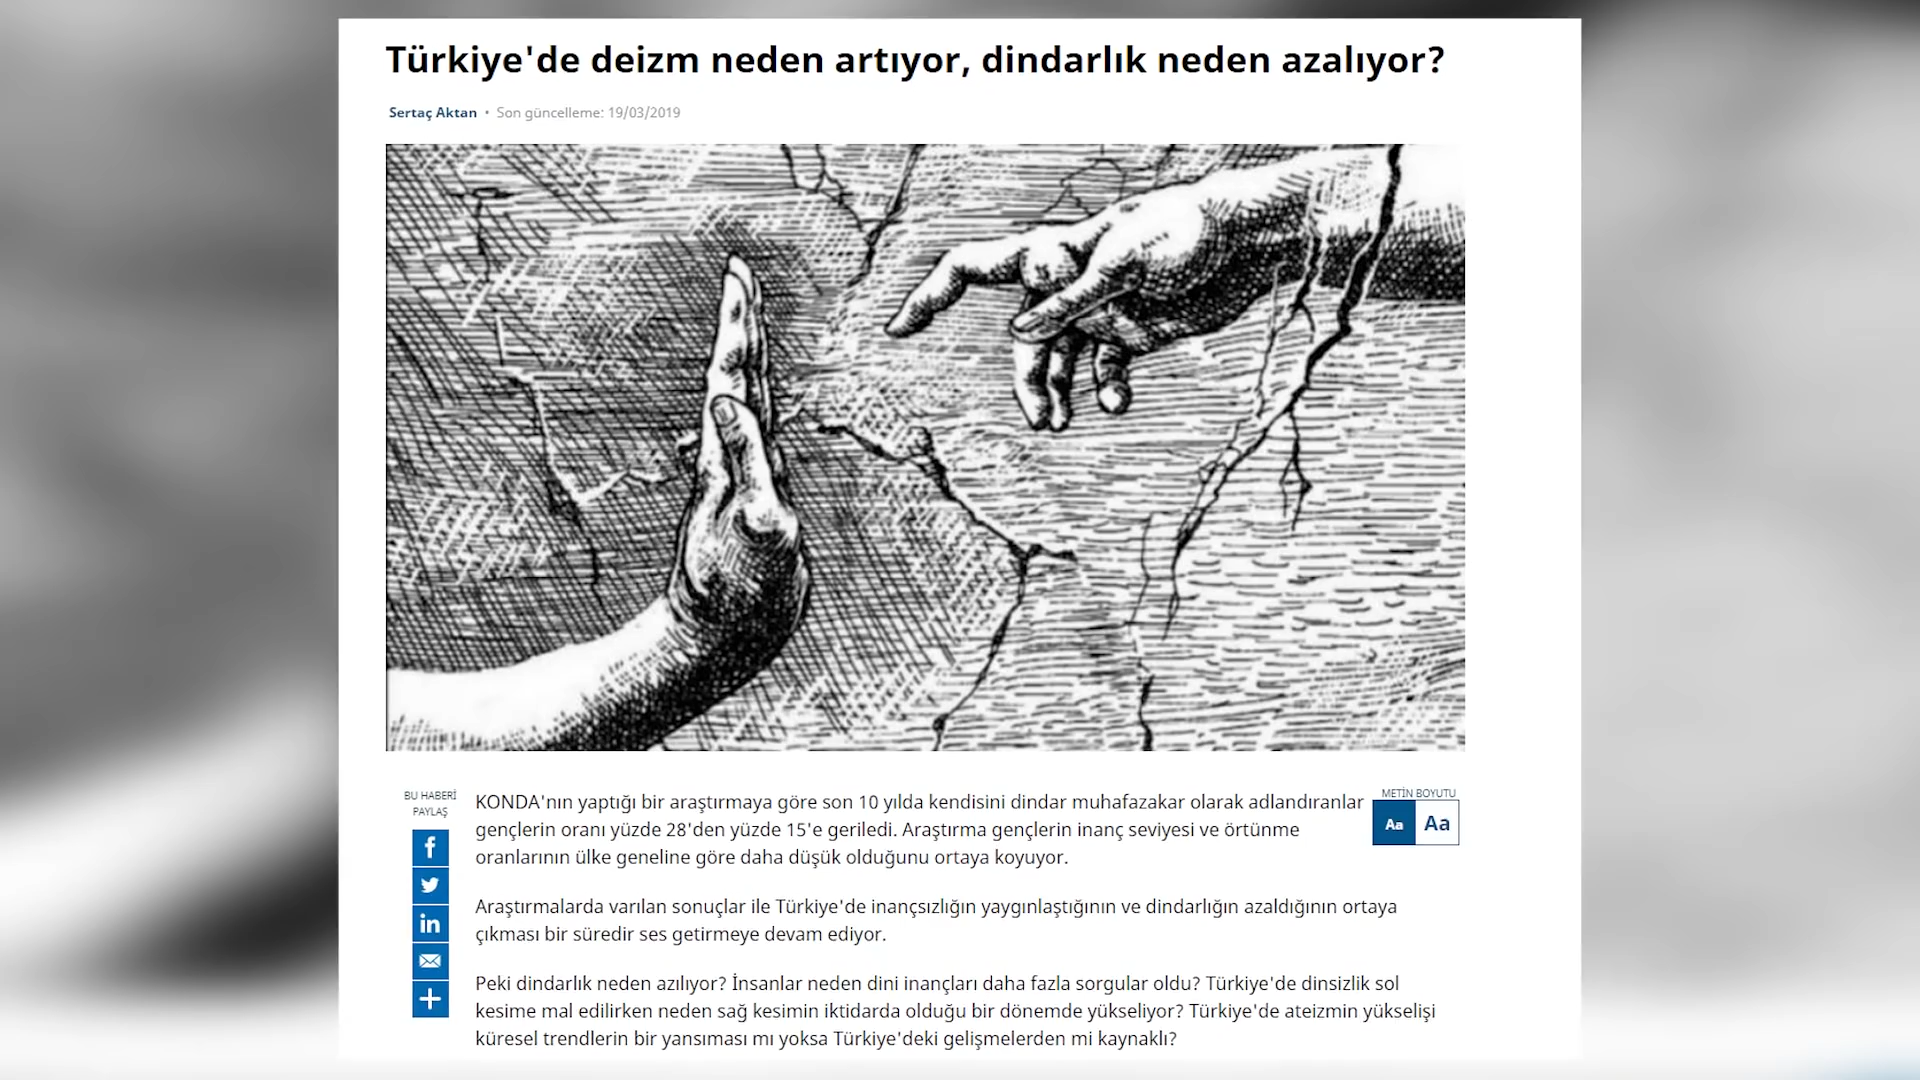 Türkiye'de deizm neden artıyor, dindarlık neden azalıyor?
Sertaç Aktan • Son güncelleme: 19/03/2019
BU HABERİ
PAYLAŞ
METİN BOYUTU
Aa Aa
KONDA'nın yaptığı bir araştırmaya göre son 10 yılda kendisini dindar muhafazakar olarak adlandıranlar
gençlerin oranı yüzde 28'den yüzde 15'e geriledi. Araştırma gençlerin inanç seviyesi ve örtünme
oranlarının ülke geneline göre daha düşük olduğunu ortaya koyuyor.
Araştırmalarda varılan sonuçlar ile Türkiye'de inançsızlığın yaygınlaştığının ve dindarlığın azaldığının ortaya
çıkması bir süredir ses getirmeye devam ediyor.
Peki dindarlık neden azılıyor? İnsanlar neden dini inançları daha fazla sorgular oldu? Türkiye'de dinsizlik sol
kesime mal edilirken neden sağ kesimin iktidarda olduğu bir dönemde yükseliyor? Türkiye'de ateizmin yükselişi
küresel trendlerin bir yansıması mı yoksa Türkiye'deki gelişmelerden mi kaynaklı?